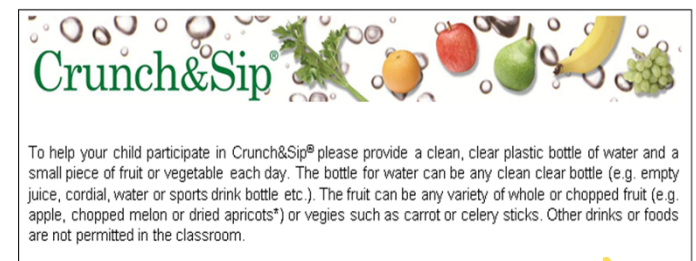 Crunch&Sip®
To help your child participate in Crunch&Sip® please provide a clean, clear plastic bottle of water and a
small piece of fruit or vegetable each day. The bottle for water can be any clean clear bottle (e.g. empty
juice, cordial, water or sports drink bottle etc.). The fruit can be any variety of whole or chopped fruit (e.g.
apple, chopped melon or dried apricots*) or vegies such as carrot or celery sticks. Other drinks or foods
are not permitted in the classroom.